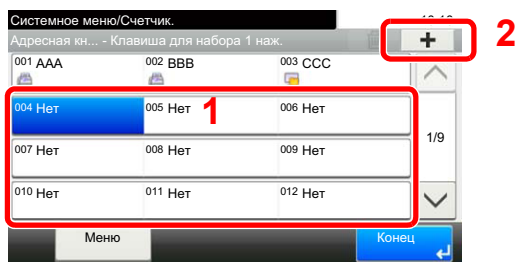 Системное меню/Счетчик.
Адресная кн... - Клавиша для набора 1 наж. + 2
001 AAA 002 BBB 003 CCC
004 Нет 005 Нет 1 006 Нет
007 Нет 008 Нет 009 Нет 1/9
010 Нет 011 Нет 012 Нет
Меню Конец